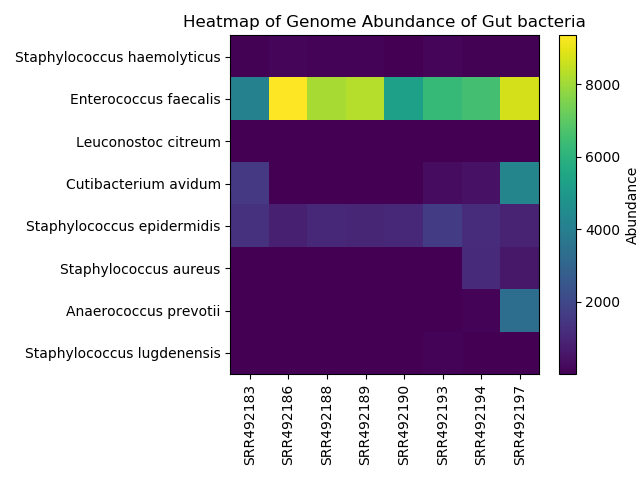 Heatmap of Genome Abundance of Gut bacteria
Staphylococcus haemolyticus
Enterococcus faecalis
Leuconostoc citreum
Cutibacterium avidum
Staphylococcus epidermidis
Staphylococcus aureus
Anaerococcus prevotii
Staphylococcus lugdenensis
SRR492183
SRR492186
SRR492188
SRR492189
SRR492190
SRR492193
SRR492194
SRR492197
8000
6000
4000
2000
Abundance